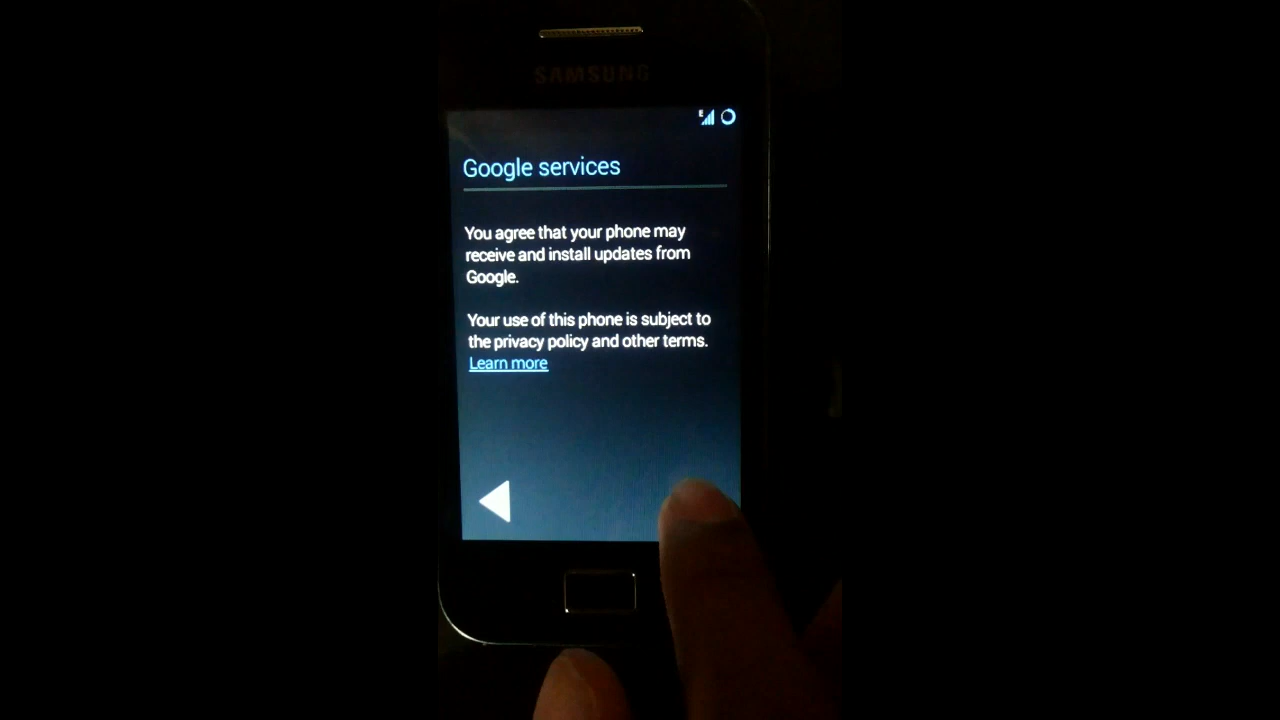 SAMSUNG
E
Google services
You agree that your phone may
receive and install updates from
Google.
Your use of this phone is subject to
the privacy policy and other terms.
Learn more